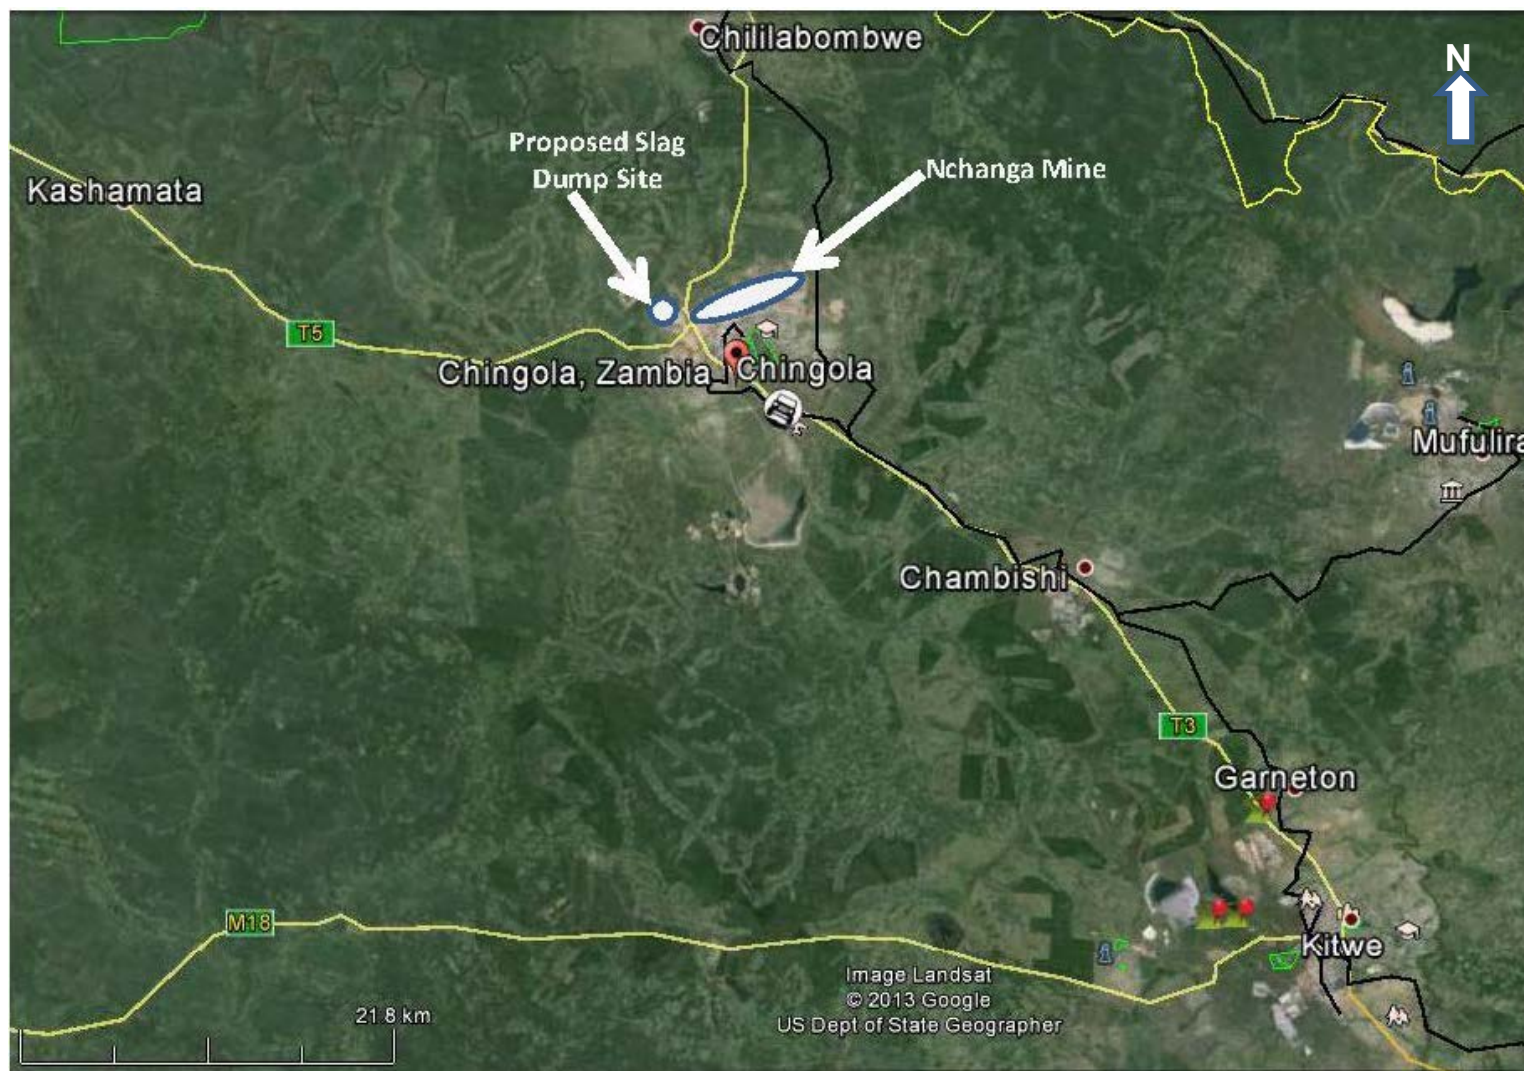 Chililabombwe
N
Proposed Slag
Dump Site
Nchanga Mine
Kashamata
T5
Chingola, Zambia
Chingola
Mufulira
Chambishi
T3
Garneton
M18
Kitwe
Image Landsat
© 2013 Google
US Dept of State Geographer
21.8 km